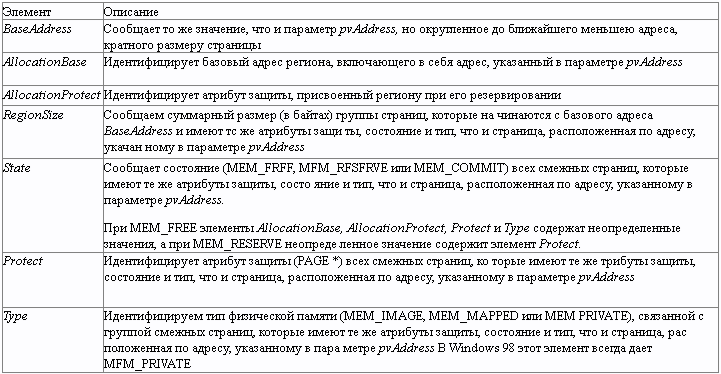 Элемент Описание
BaseAddress Сообщает то же значение, что и параметр pvAddress, но округленное до ближайшего меньшею адреса,
кратного размеру страницы
AllocationBase Идентифицирует базовый адрес региона, включающего в себя адрес, указанный в параметре pvAddress
AllocationProtect Идентифицирует атрибут защиты, присвоенный региону при его резервировании
RegionSize Сообщаем суммарный размер (в байтах) группы страниц, которые на чинаются с базового адреса
BaseAddress и имеют тс же атрибуты защи ты, состояние и тип, что и страница, расположенная по адресу,
укачан ному в параметре pvAddress
State Сообщает состояние (MEM_FRFF, MFM_RFSFRVE или MEM_COMMIT) всех смежных страниц, которые
имеют те же атрибуты защиты, состо яние и тип, что и страница, расположенная по адресу, указанному в
параметре pvAddress.
При MEM_FREE элементы AllocationBase, AllocationProtect, Protect и Type содержат неопределенные
значения, а при MEM_RESERVE неопреде ленное значение содержит элемент Protect.
Protect Идентифицирует атрибут защиты (PAGE *) всех смежных страниц, ко торые имеют те же трибуты защиты,
состояние и тип, что и страница, расположенная по адресу, указанному в параметре pvAddress
Type Идентифицируем тип физической памяти (MEM_IMAGE, MEM_MAPPED или MEM PRIVATE), связанной с
группой смежных страниц, которые имеют те же атрибуты защиты, состояние и тип, что и страница, рас
положенная по адресу, указанному в пара метре pvAddress В Windows 98 этот элемент всегда дает
MFM_PRIVATE